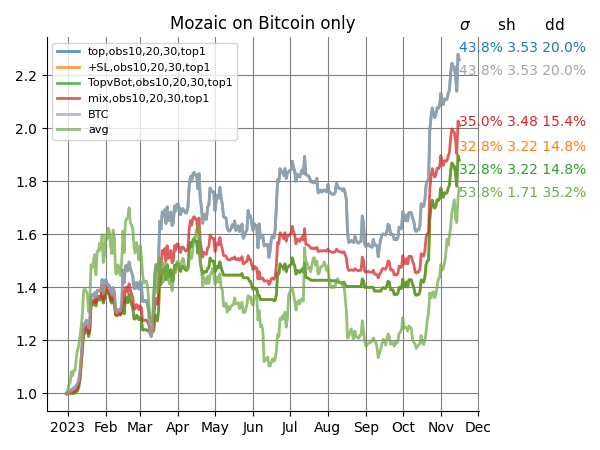 Mozaic on Bitcoin only
σ sh dd
top,obs10,20,30,top1
+SL,obs10,20,30,top1
TopvBot,obs10,20,30,top1
mix,obs10,20,30,top1
BTC
avg
43.8% 3.53 20.0%
43.8% 3.53 20.0%
35.0% 3.48 15.4%
32.8% 3.22 14.8%
32.8% 3.22 14.8%
53.8% 1.71 35.2%
2.2
2.0
1.8
1.6
1.4
1.2
1.0
2023 Feb Mar Apr May Jun Jul Aug Sep Oct Nov Dec